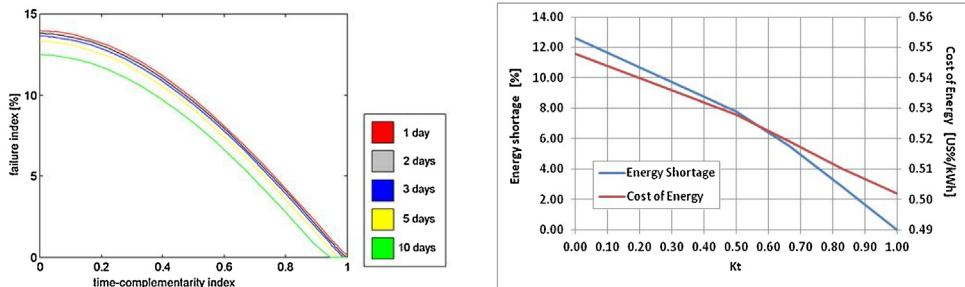 15
10
5
0
failure index [%]
0 0.2 0.4 0.6 0.8 1
time-complementarity index
1 day
2 days
3 days
5 days
10 days
14.00
12.00
10.00
8.00
6.00
4.00
2.00
0.00
Energy shortage [%]
0.00 0.10 0.20 0.30 0.40 0.50 0.60 0.70 0.80 0.90 1.00
Kt
Energy Shortage
Cost of Energy
0.56
0.55
0.54
0.53
0.52
0.51
0.50
0.49
Cost of Energy [US%/kWh]